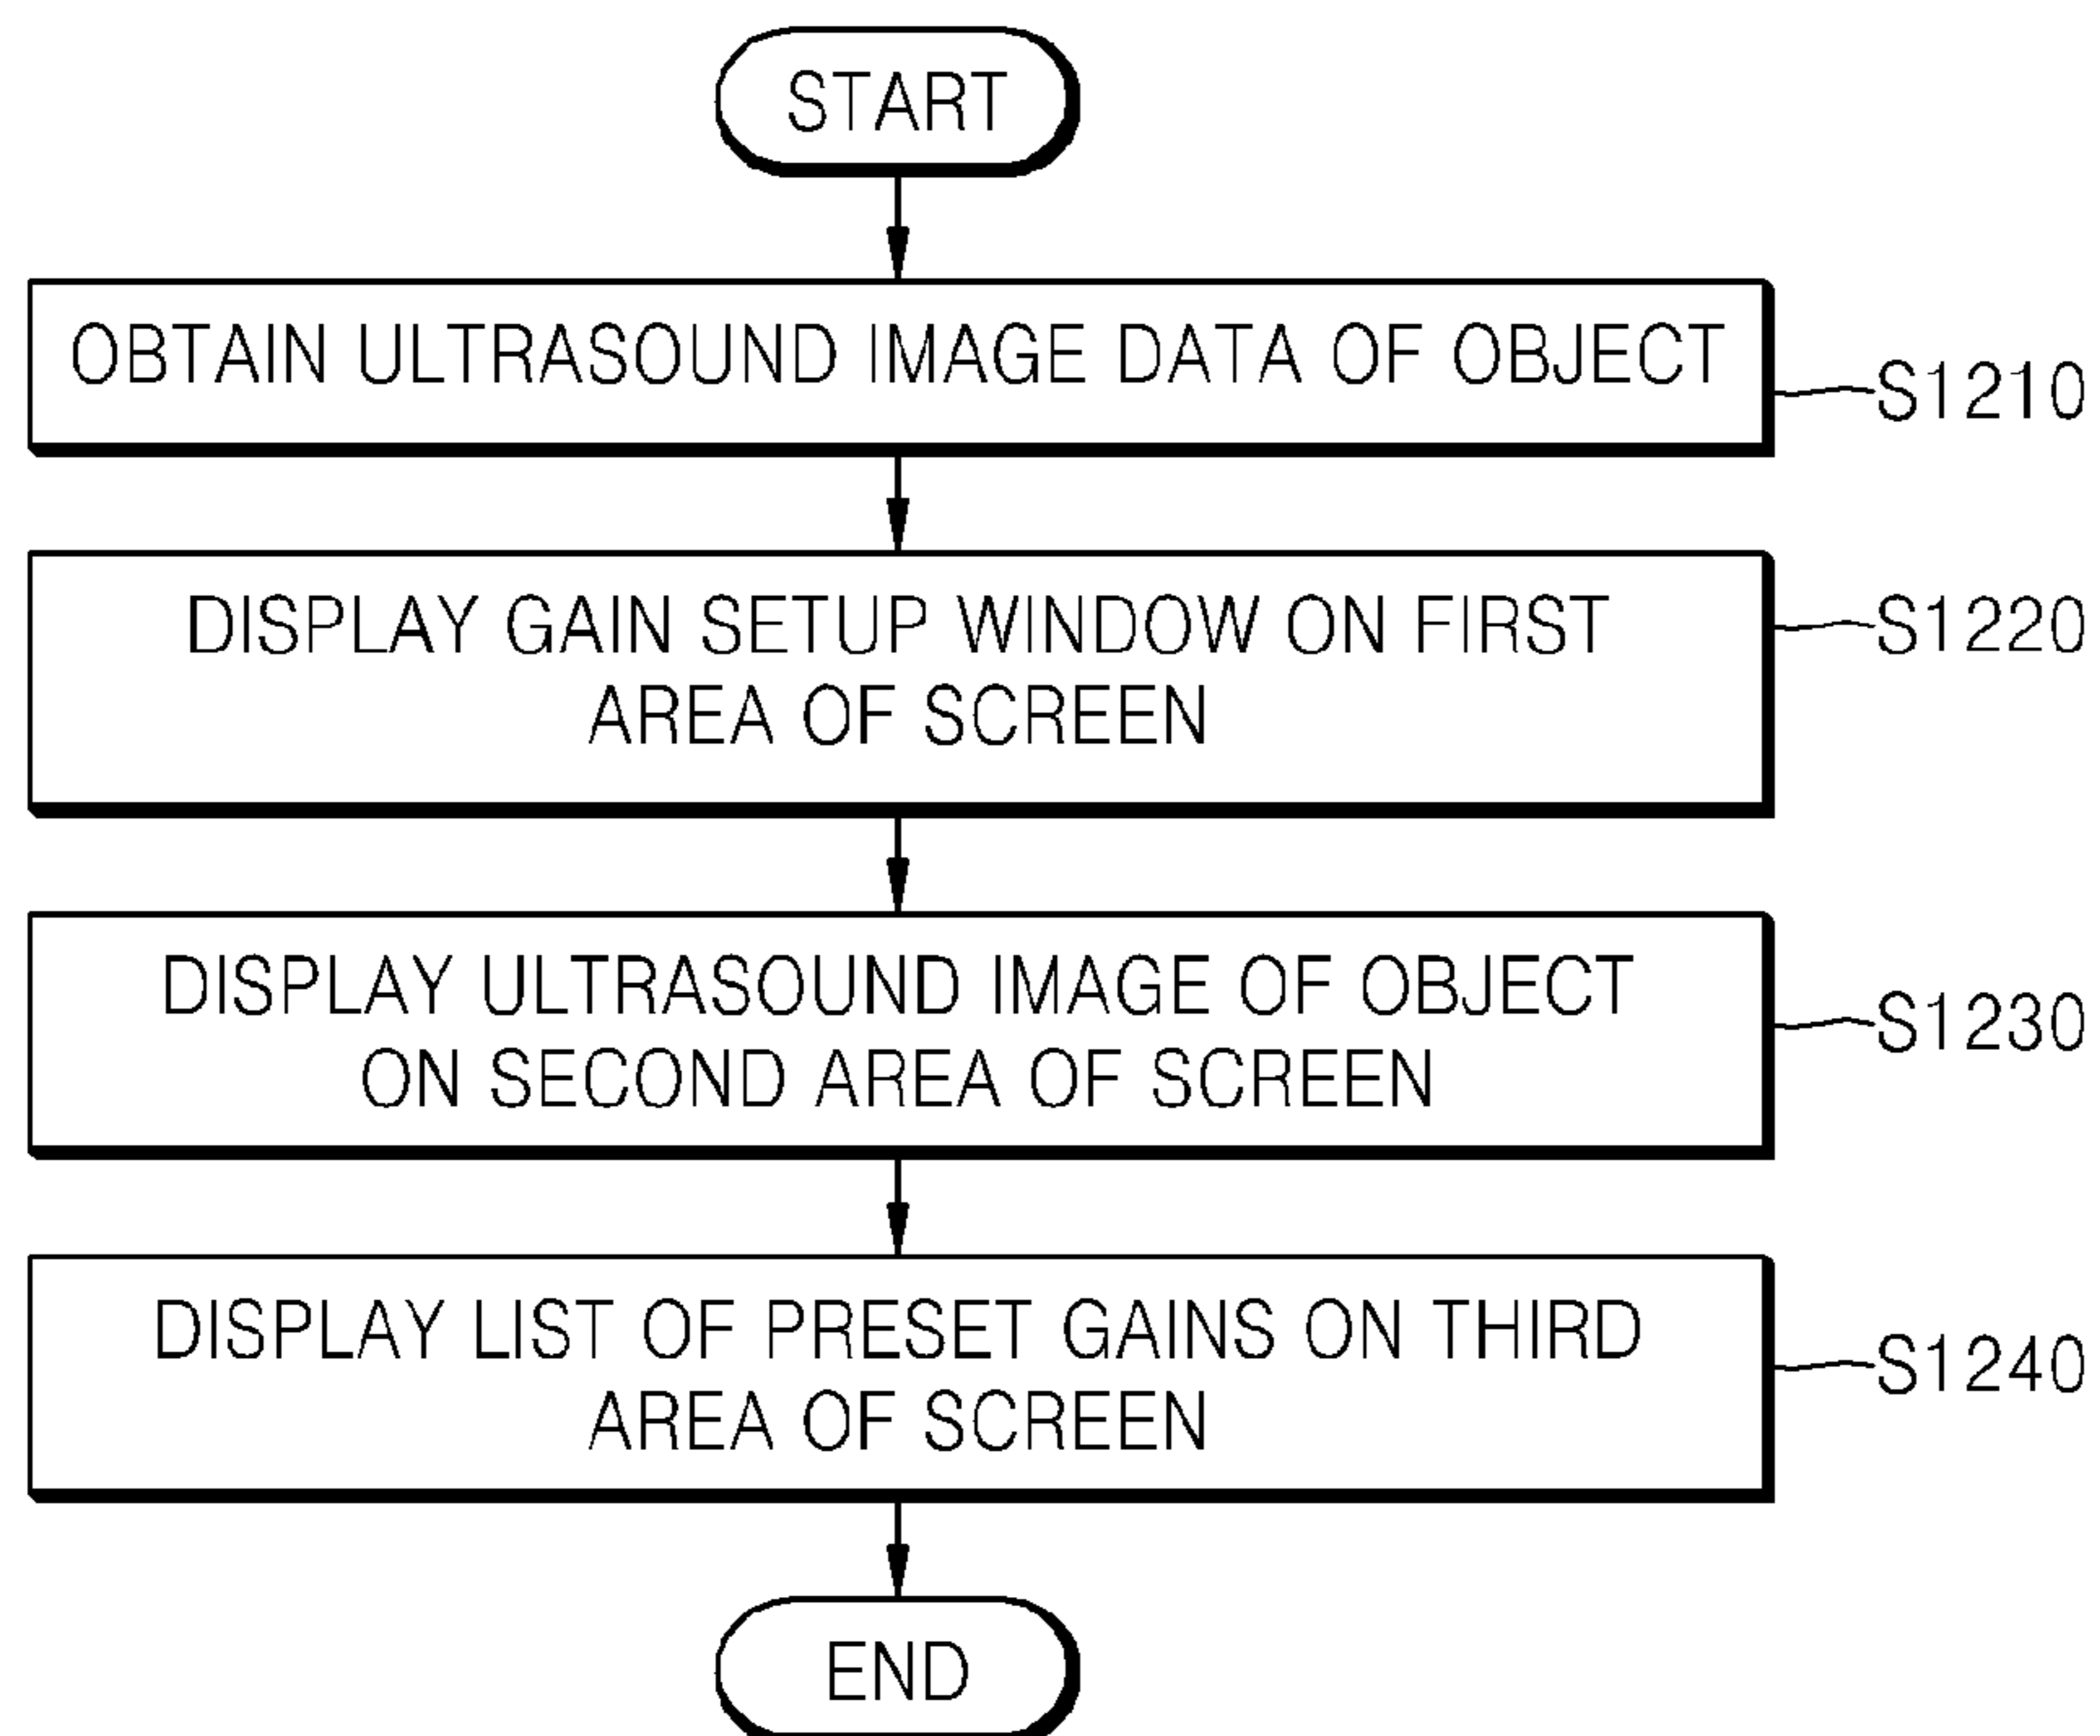 START
OBTAIN ULTRASOUND IMAGE DATA OF OBJECT
S1210
DISPLAY GAIN SETUP WINDOW ON FIRST
AREA OF SCREEN
S1220
DISPLAY ULTRASOUND IMAGE OF OBJECT
ON SECOND AREA OF SCREEN
S1230
DISPLAY LIST OF PRESET GAINS ON THIRD
AREA OF SCREEN
S1240
END